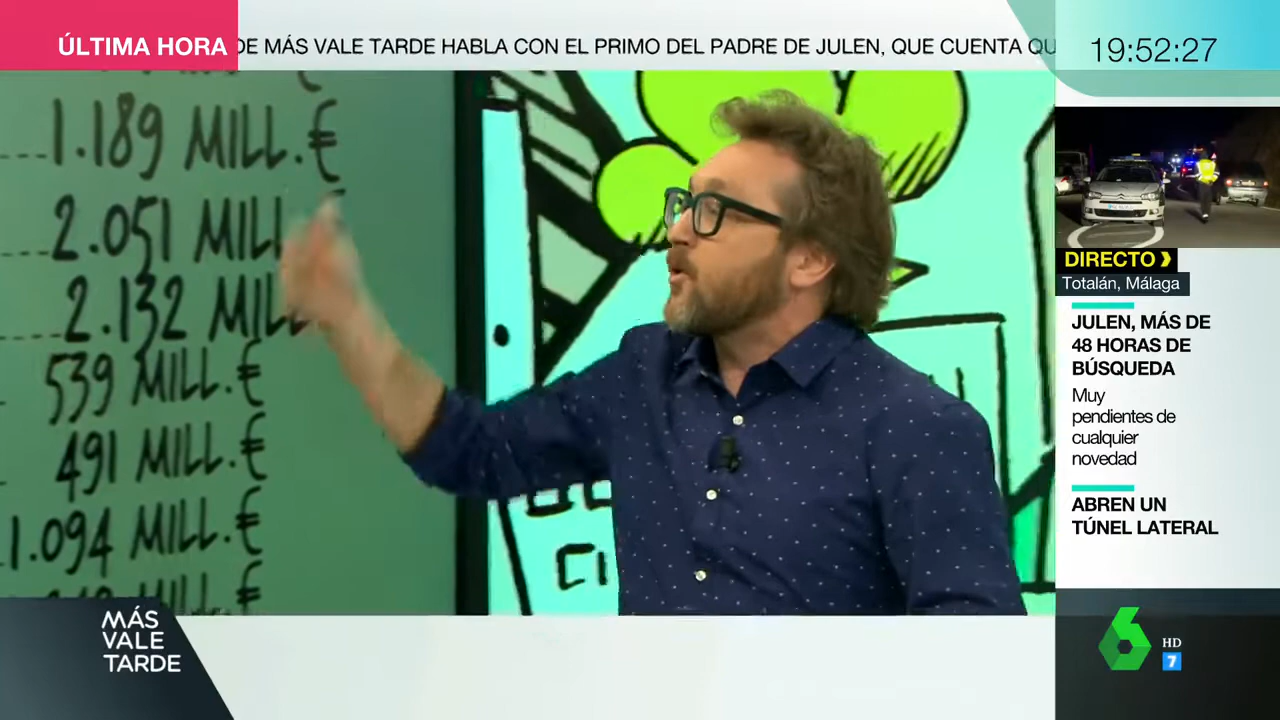 ÚLTIMA HORA
DE MÁS VALE TARDE HABLA CON EL PRIMO DEL PADRE DE JULEN, QUE CUENTA QU
19:52:27
1.189 MILL.€
2.051 MILL
2.132 MILL
539 MILL.€
491 MILL.€
1.094 MILL.€
CI
DIRECTO
Totalán, Málaga
JULEN, MÁS DE
48 HORAS DE
BÚSQUEDA
Muy
pendientes de
cualquier
novedad
ABREN UN
TÚNEL LATERAL
MÁS
VALE
TARDE
6
HD
7